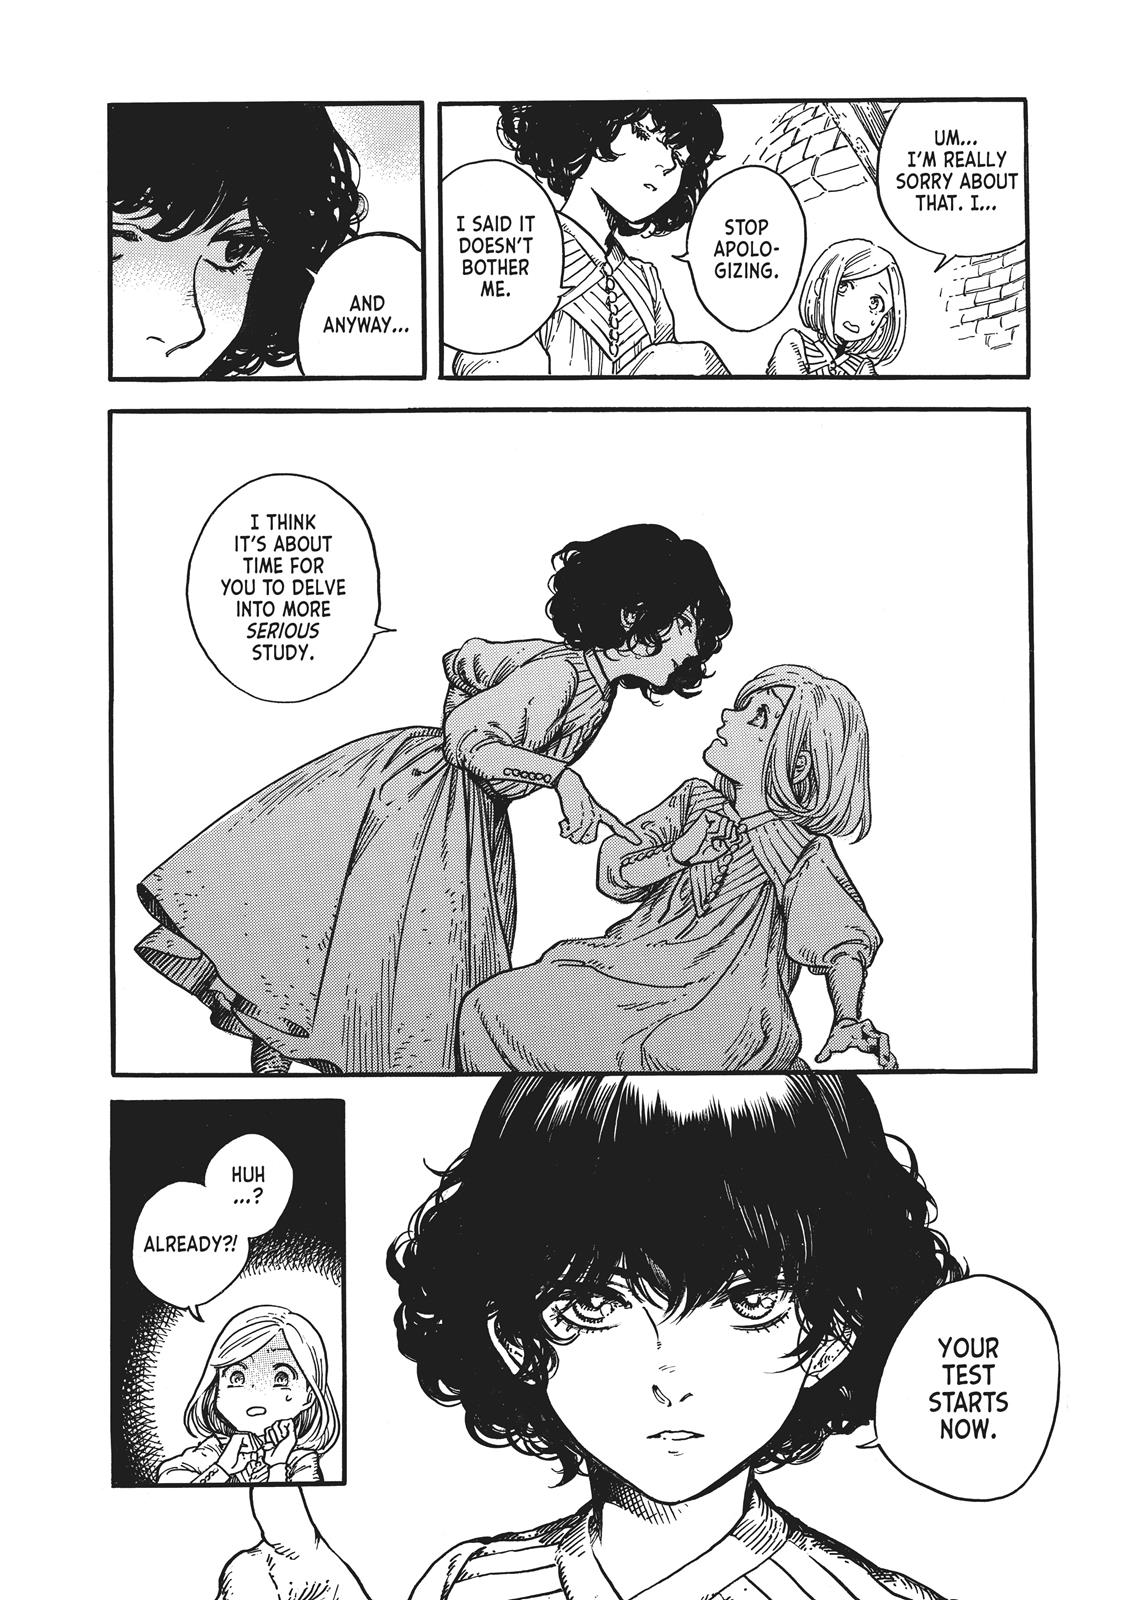 UM...
I'M REALLY
SORRY ABOUT
THAT. I...
STOP
APOLO-
GIZING.
I SAID IT
DOESN'T
BOTHER
ME.
AND
ANYWAY...
I THINK
IT'S ABOUT
TIME FOR
YOU TO DELVE
INTO MORE
SERIOUS
STUDY.
YOUR
TEST
STARTS
NOW.
HUH
...?
ALREADY?!